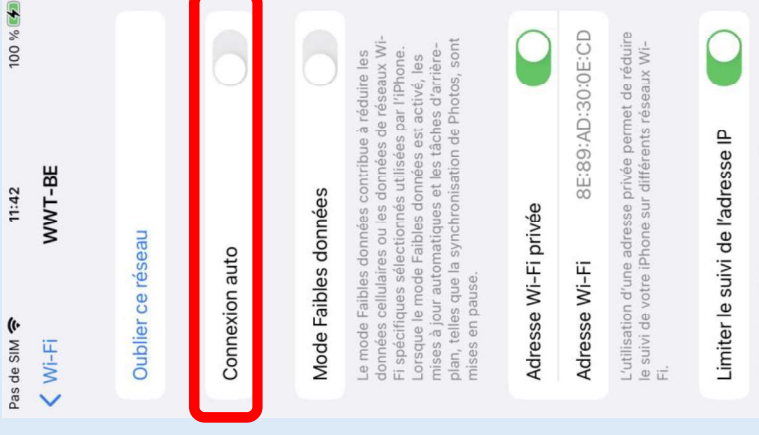 Pas de SIM 11:42 100 %
Wi-Fi WWT-BE
Oublier ce réseau
Connexion auto
Mode Faibles données
Le mode Faibles données contribue à réduire les
données cellulaires ou les données de réseaux Wi-
Fi spécifiques sélectionnés utilisées par l'iPhone.
Lorsque le mode Faibles données est activé, les
mises à jour automatiques et les tâches d'arrière-
plan, telles que la synchronisation de Photos, sont
mises en pause.
Adresse Wi-Fi privée
Adresse Wi-Fi 8E:89:AD:30:0E:CD
L'utilisation d'une adresse privée permet de réduire
le suivi de votre iPhone sur différents réseaux Wi-
Fi.
Limiter le suivi de l'adresse IP